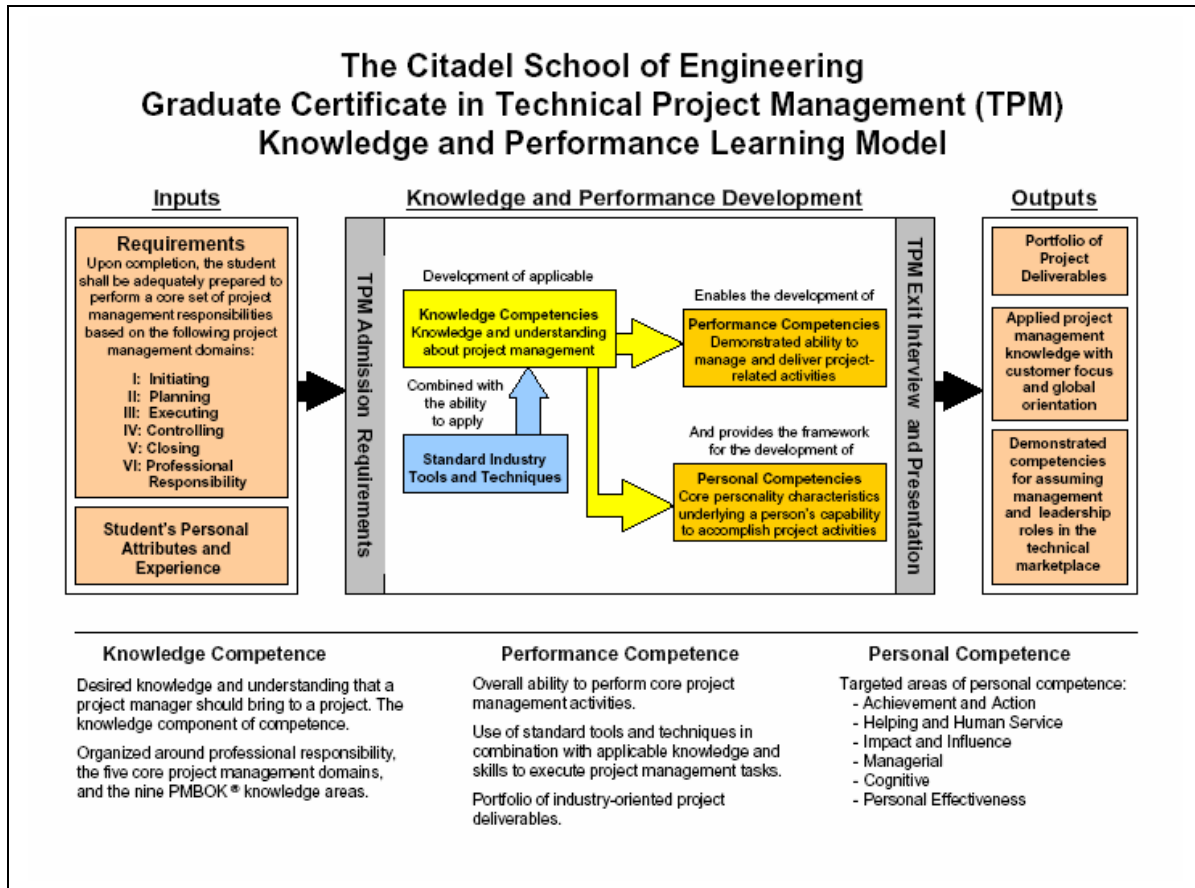 The Citadel School of Engineering
Graduate Certificate in Technical Project Management (TPM)
Knowledge and Performance Learning Model
Inputs
Requirements
Upon completion, the student
shall be adequately prepared to
perform a core set of project
management responsibilities
based on the following project
management domains:
I: Initiating
II: Planning
III: Executing
IV: Controlling
V: Closing
VI: Professional
Responsibility
Student's Personal
Attributes and
Experience
Knowledge and Performance Development
TPM Admission Requirements
Development of applicable
Knowledge Competencies
Knowledge and understanding
about project management
Combined with
the ability
to apply
Standard Industry
Tools and Techniques
Enables the development of
Performance Competencies
Demonstrated ability to
manage and deliver project-
related activities
And provides the framework
for the development of
Personal Competencies
Core personality characteristics
underlying a person's capability
to accomplish project activities
TPM Exit Interview and Presentation
Outputs
Portfolio of
Project
Deliverables
Applied project
management
knowledge with
customer focus
and global
orientation
Demonstrated
competencies
for assuming
management
and leadership
roles in the
technical
marketplace
Knowledge Competence
Desired knowledge and understanding that a
project manager should bring to a project. The
knowledge component of competence.
Organized around professional responsibility,
the five core project management domains,
and the nine PMBOK ® knowledge areas.
Performance Competence
Overall ability to perform core project
management activities.
Use of standard tools and techniques in
combination with applicable knowledge and
skills to execute project management tasks.
Portfolio of industry-oriented project
deliverables.
Personal Competence
Targeted areas of personal competence:
- Achievement and Action
- Helping and Human Service
- Impact and Influence
- Managerial
- Cognitive
- Personal Effectiveness